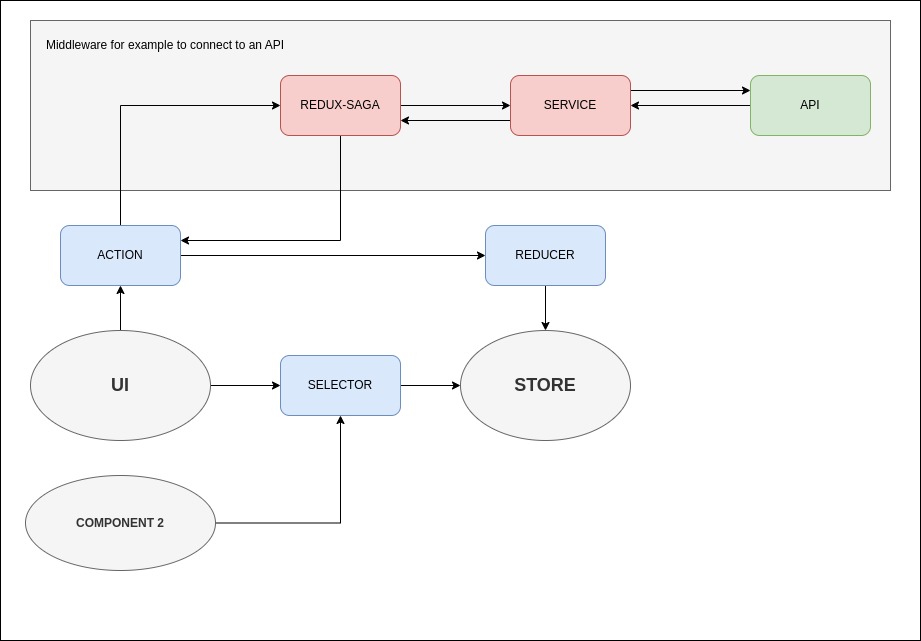 Middleware for example to connect to an API
REDUX-SAGA
SERVICE
API
ACTION
REDUCER
UI
SELECTOR
STORE
COMPONENT 2